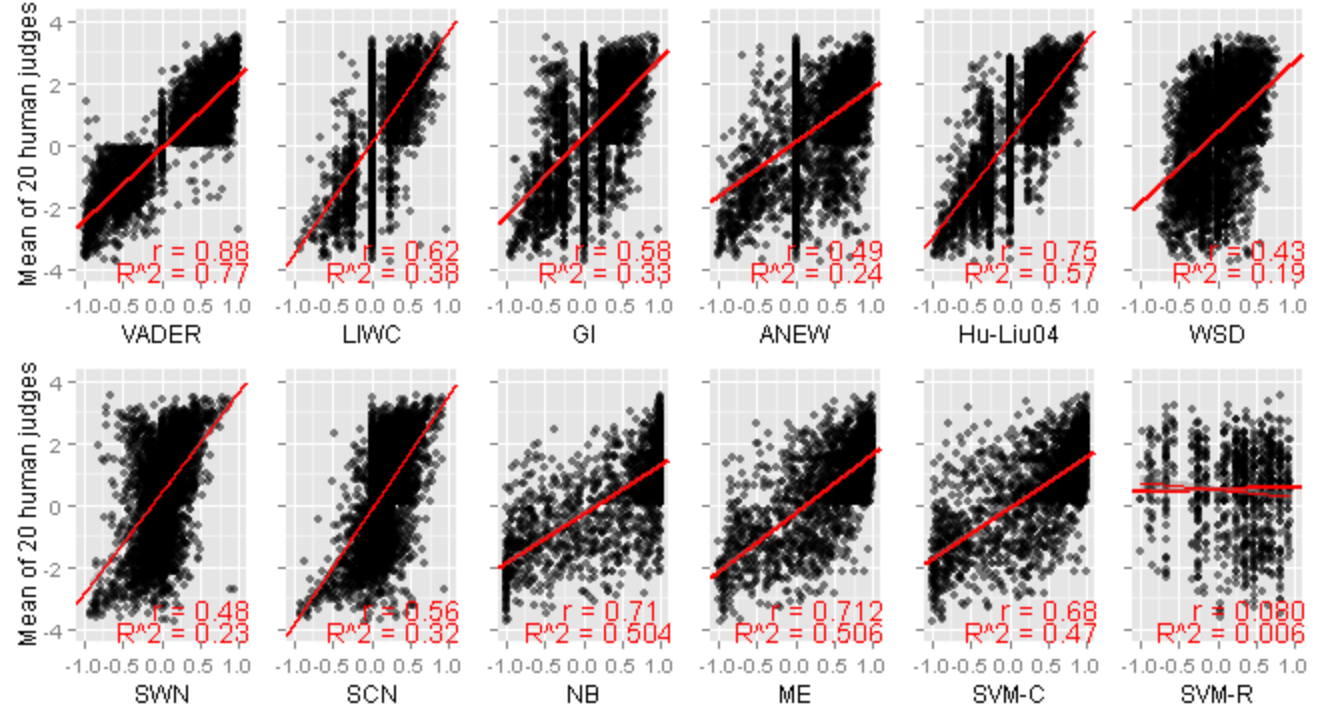 Mean of 20 human judges
4
2
0
-2
-4
r = 0.88
R^2 = 0.77
-1.0 -0.5 0.0 0.5 1.0
VADER
r = 0.62
R^2 = 0.38
-1.0 -0.5 0.0 0.5 1.0
LIWC
r = 0.58
R^2 = 0.33
-1.0 -0.5 0.0 0.5 1.0
GI
r = 0.49
R^2 = 0.24
-1.0 -0.5 0.0 0.5 1.0
ANEW
r = 0.75
R^2 = 0.57
-1.0 -0.5 0.0 0.5 1.0
Hu-Liu04
r = 0.43
R^2 = 0.19
-1.0 -0.5 0.0 0.5 1.0
WSD
Mean of 20 human judges
4
2
0
-2
-4
r = 0.48
R^2 = 0.23
-1.0 -0.5 0.0 0.5 1.0
SWN
r = 0.56
R^2 = 0.32
-1.0 -0.5 0.0 0.5 1.0
SCN
r = 0.71
R^2 = 0.504
-1.0 -0.5 0.0 0.5 1.0
NB
r = 0.712
R^2 = 0.506
-1.0 -0.5 0.0 0.5 1.0
ME
r = 0.68
R^2 = 0.47
-1.0 -0.5 0.0 0.5 1.0
SVM-C
r = 0.080
R^2 = 0.006
-1.0 -0.5 0.0 0.5 1.0
SVM-R